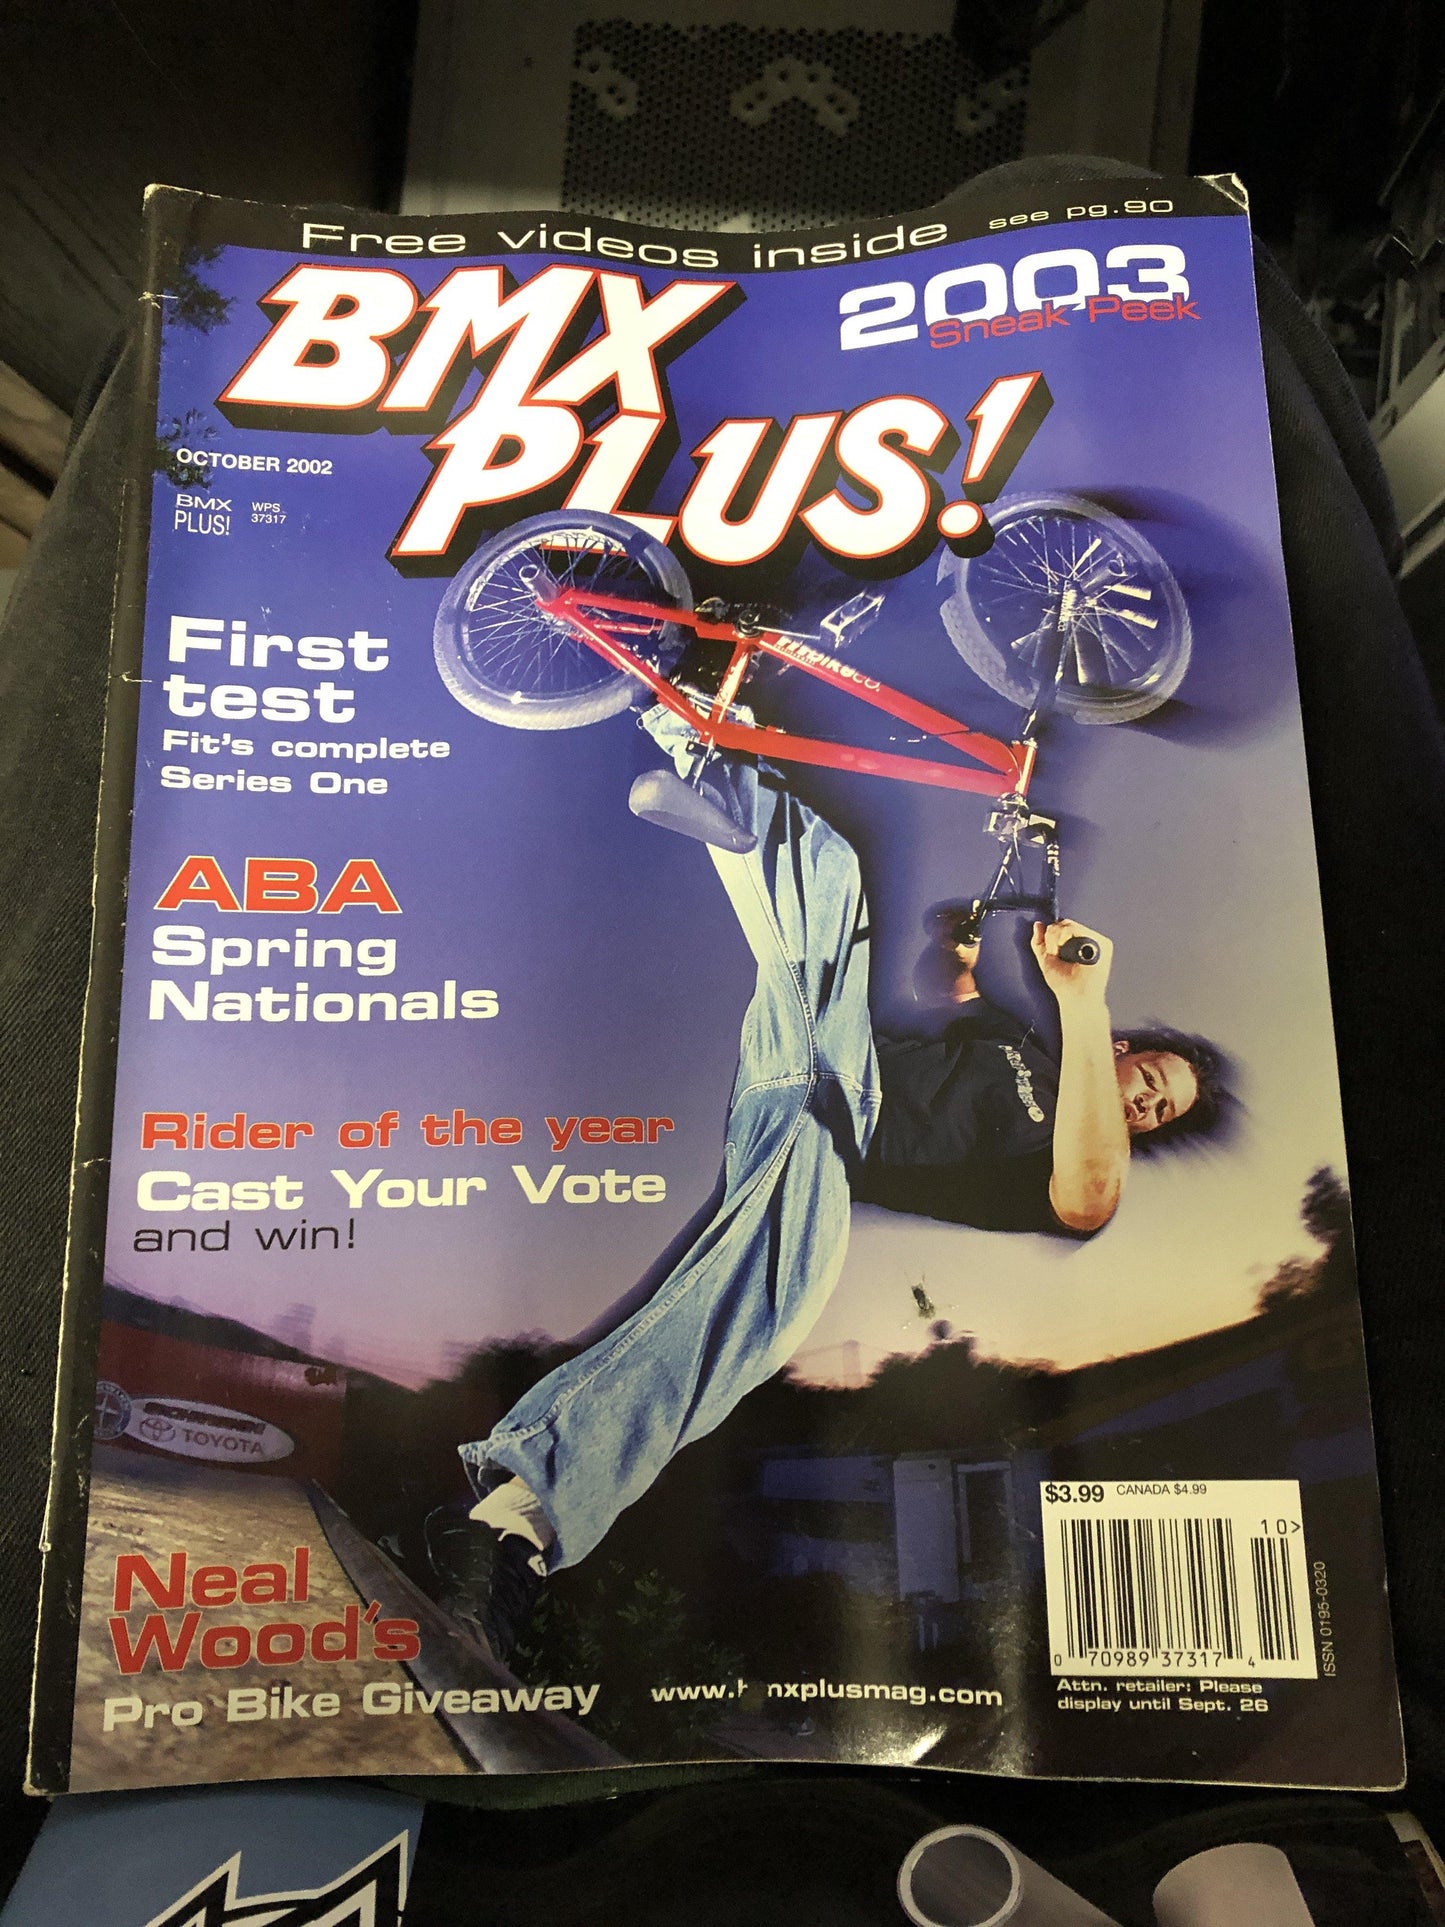 Free videos inside see pg.90
BMX
PLUS!
2003
Sneak Peek
OCTOBER 2002
BMX
PLUS!
WPS
37317
First
test
Fit's complete
Series One
ABA
Spring
Nationals
Rider of the year
Cast Your Vote
and win!
TOYOTA
Neal
Wood's
Pro Bike Giveaway
www.bmxplusmag.com
$3.99 CANADA $4.99
10>
0 70989 37317 4
ISSN 0195-0320
Attn. retailer: Please
display until Sept. 26